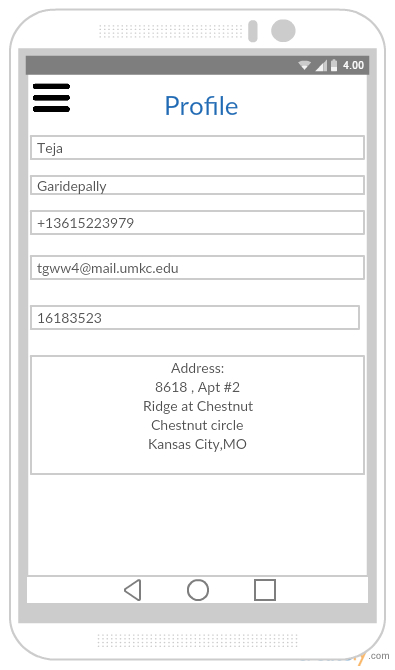 4.00
Profile
Teja
Garidepally
+13615223979
tgww4@mail.umkc.edu
16183523
Address:
8618 , Apt #2
Ridge at Chestnut
Chestnut circle
Kansas City,MO
.com